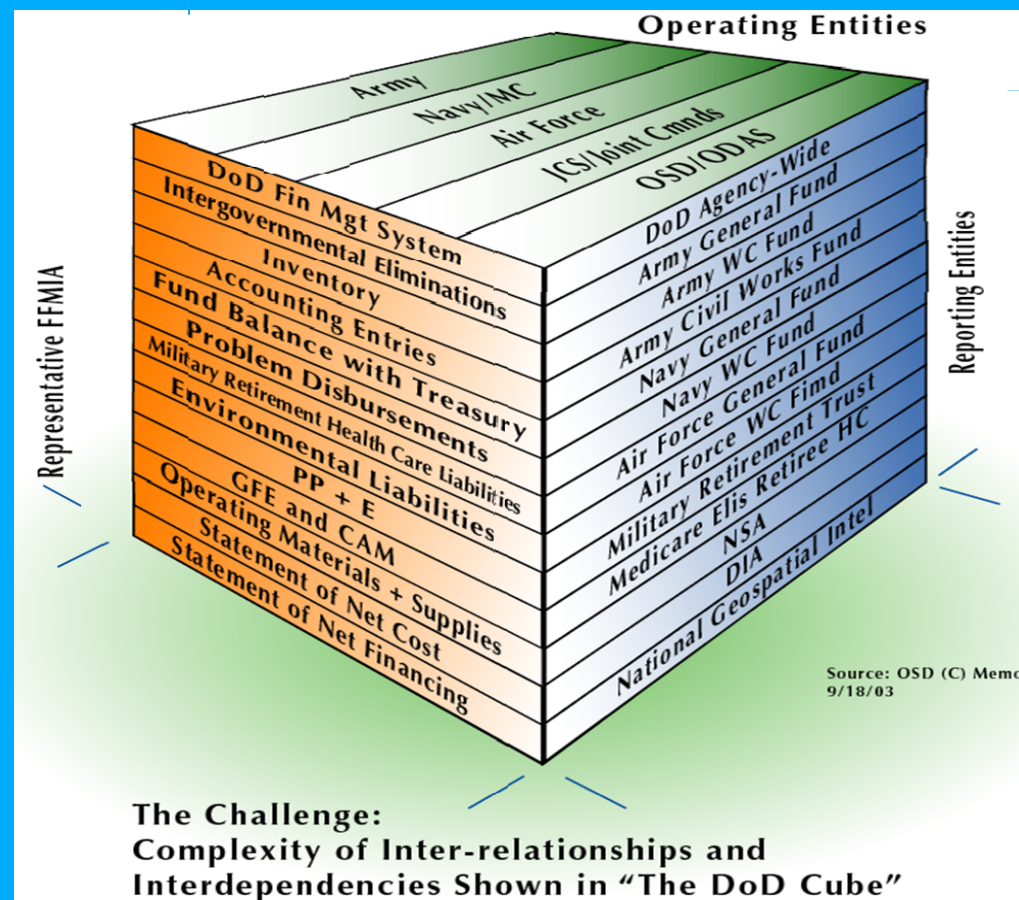 Operating Entities
Army
Navy/MC
Air Force
JCS/Joint Cmnds
OSD/ODAS
Representative FFMIA
DoD Fin Mgt System
Intergovernmental Eliminations
Inventory
Accounting Entries
Fund Balance with Treasury
Problem Disbursements
Military Retirement Health Care Liabilities
Environmental Liabilities
PP + E
GFE and CAM
Operating Materials + Supplies
Statement of Net Cost
Statement of Net Financing
DoD Agency-Wide
Army General Fund
Army WC Fund
Army Civil Works Fund
Navy General Fund
Navy WC Fund
Air Force General Fund
Air Force WC Fimd
Military Retirement Trust
Medicare Elis Retiree HC
NSA
DIA
National Geospatial Intel
Reporting Entities
Source: OSD (C) Memo
9/18/03
The Challenge:
Complexity of Inter-relationships and
Interdependencies Shown in “The DoD Cube”